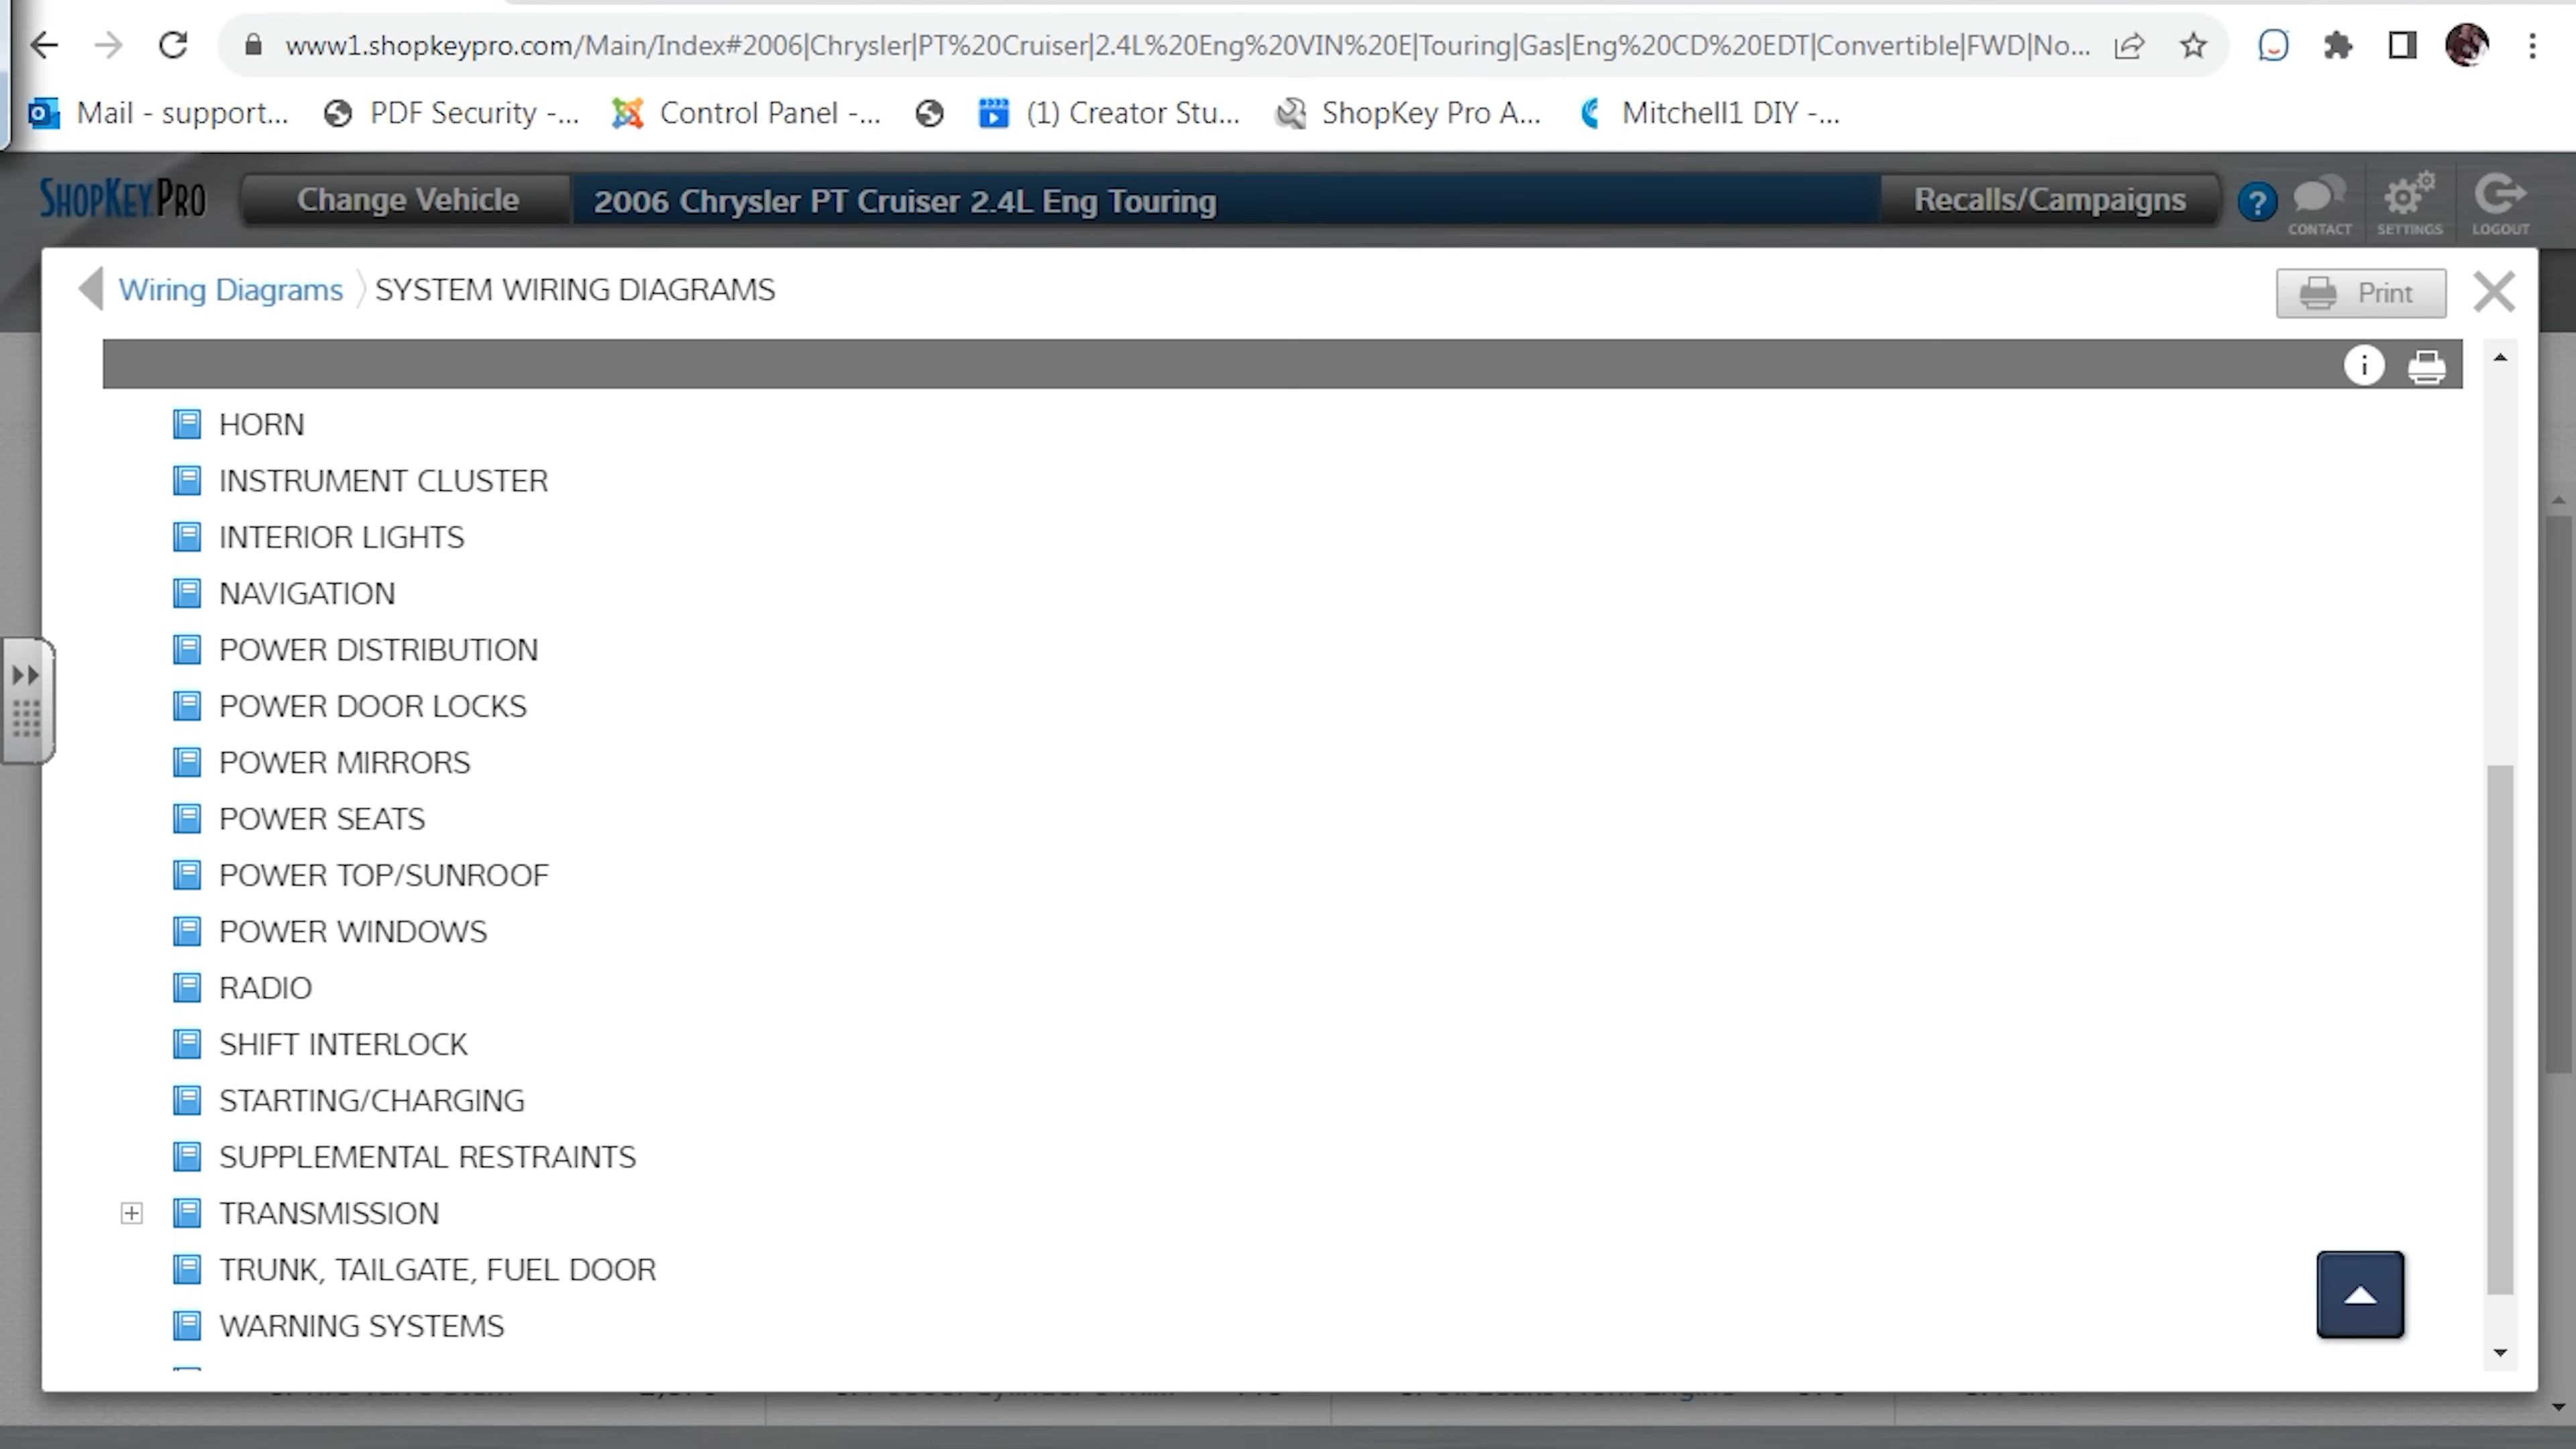 www1.shopkeypro.com/Main/Index#2006|Chrysler|PT%20Cruiser|2.4L%20Eng%20VIN%20E|Touring|Gas|Eng%20CD%20EDT|Convertible|FWD|No...
Mail - support... PDF Security -... Control Panel -... (1) Creator Stu... ShopKey Pro A... Mitchell1 DIY -...
SHOPKEY PRO Change Vehicle 2006 Chrysler PT Cruiser 2.4L Eng Touring Recalls/Campaigns ? CONTACT SETTINGS LOGOUT
Wiring Diagrams SYSTEM WIRING DIAGRAMS Print
HORN
INSTRUMENT CLUSTER
INTERIOR LIGHTS
NAVIGATION
POWER DISTRIBUTION
POWER DOOR LOCKS
POWER MIRRORS
POWER SEATS
POWER TOP/SUNROOF
POWER WINDOWS
RADIO
SHIFT INTERLOCK
STARTING/CHARGING
SUPPLEMENTAL RESTRAINTS
TRANSMISSION
TRUNK, TAILGATE, FUEL DOOR
WARNING SYSTEMS